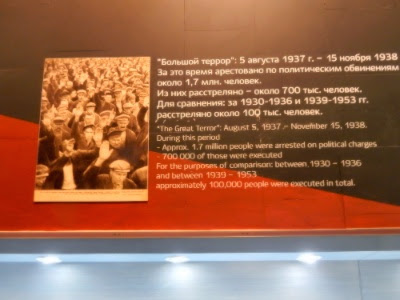 "Большой террор": 5 августа 1937 г. – 15 ноября 1938
За это время арестовано по политическим обвинениям
около 1,7 млн. человек.
Из них расстреляно – около 700 тыс. человек.
Для сравнения: за 1930-1936 и 1939-1953 гг.
расстреляно около 100 тыс. человек.
"The Great Terror": August 5, 1937 – November 15, 1938.
During this period
- Approx. 1.7 million people were arrested on political charges
- 700 000 of those were executed
For the purposes of comparison: between 1930 – 1936
and between 1939 – 1953
approximately 100,000 people were executed in total.